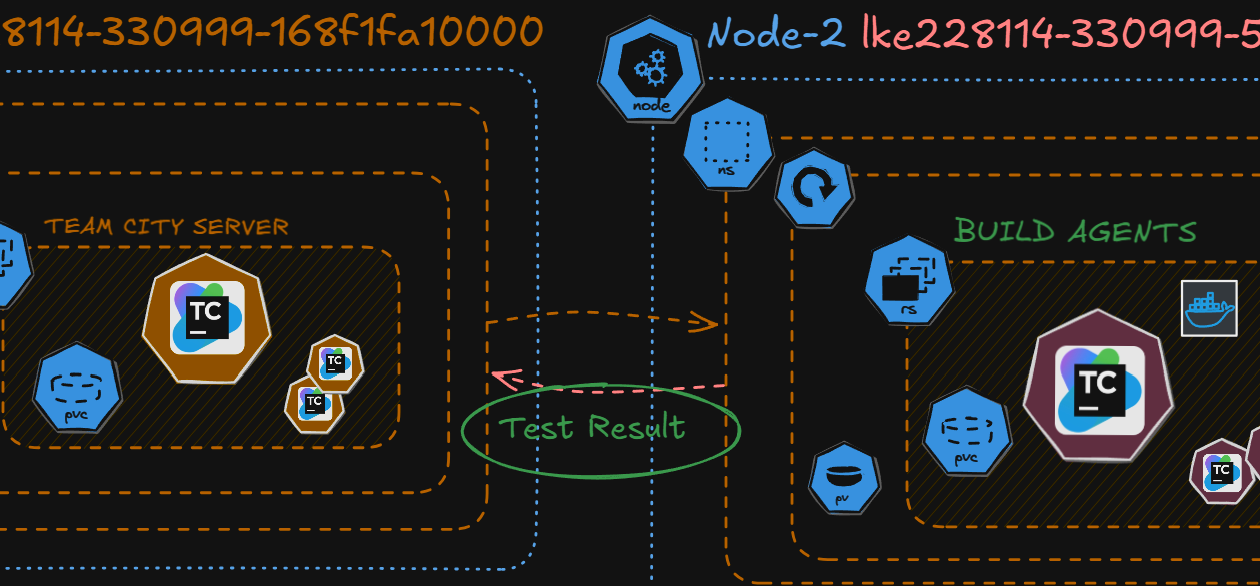 8114-330999-168f1fa10000
Node-2 lke228114-330999-5
node
ns
TEAM CITY SERVER
BUILD AGENTS
rs
TC
TC
TC
TC
TC
pvc
pvc
pv
Test Result